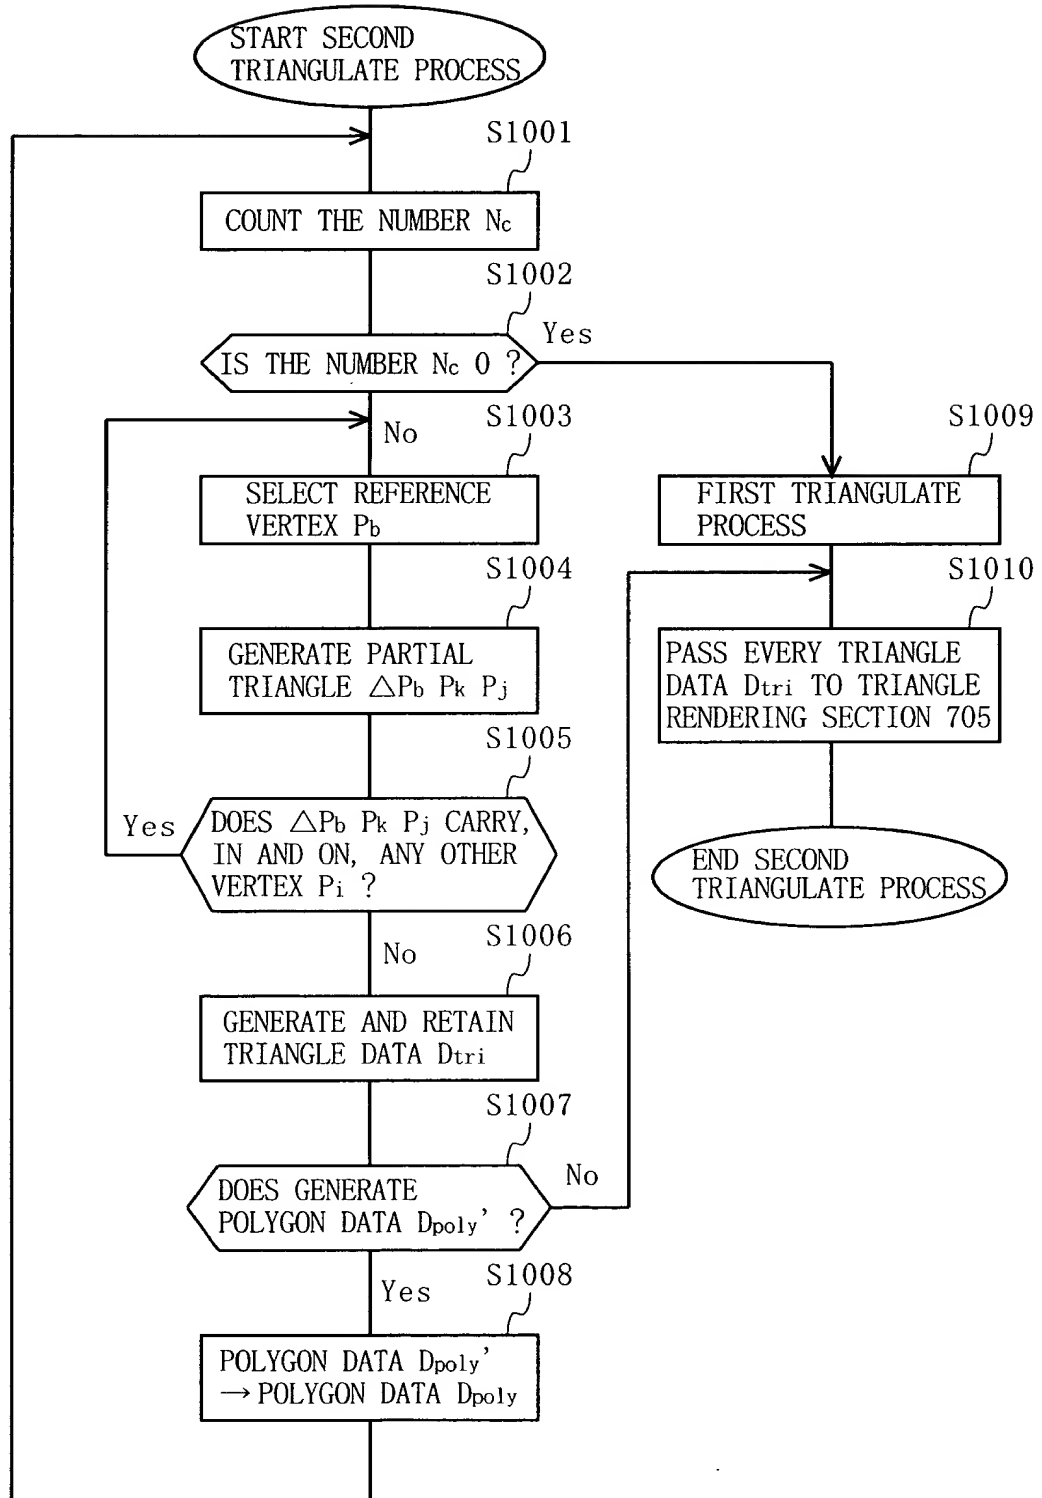 START SECOND
TRIANGULATE PROCESS
S1001
COUNT THE NUMBER Nc
S1002
IS THE NUMBER Nc 0 ?
Yes
No
S1003
SELECT REFERENCE
VERTEX Pb
S1004
GENERATE PARTIAL
TRIANGLE △Pb Pk Pj
S1005
DOES △Pb Pk Pj CARRY,
IN AND ON, ANY OTHER
VERTEX Pi ?
Yes
No
S1006
GENERATE AND RETAIN
TRIANGLE DATA Dtri
S1007
DOES GENERATE
POLYGON DATA Dpoly' ?
No
Yes
S1008
POLYGON DATA Dpoly'
→ POLYGON DATA Dpoly
S1009
FIRST TRIANGULATE
PROCESS
S1010
PASS EVERY TRIANGLE
DATA Dtri TO TRIANGLE
RENDERING SECTION 705
END SECOND
TRIANGULATE PROCESS